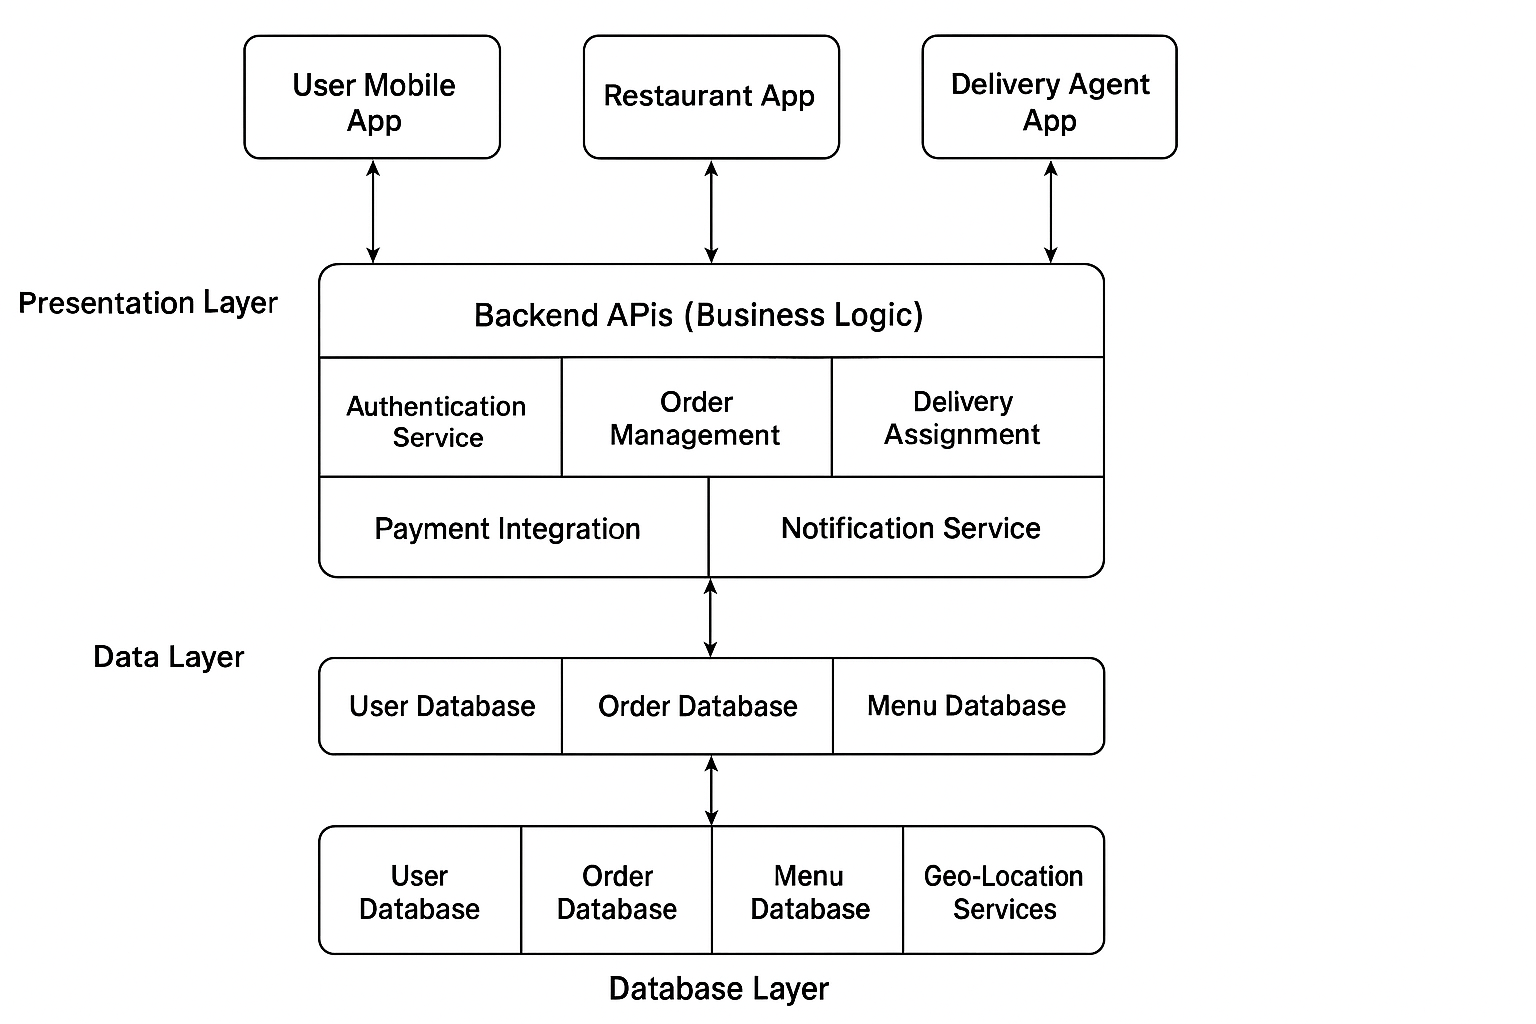 User Mobile
App
Restaurant App
Delivery Agent
App
Presentation Layer
Backend APis (Business Logic)
Authentication
Service
Order
Management
Delivery
Assignment
Payment Integration
Notification Service
Data Layer
User Database
Order Database
Menu Database
User
Database
Order
Database
Menu
Database
Geo-Location
Services
Database Layer